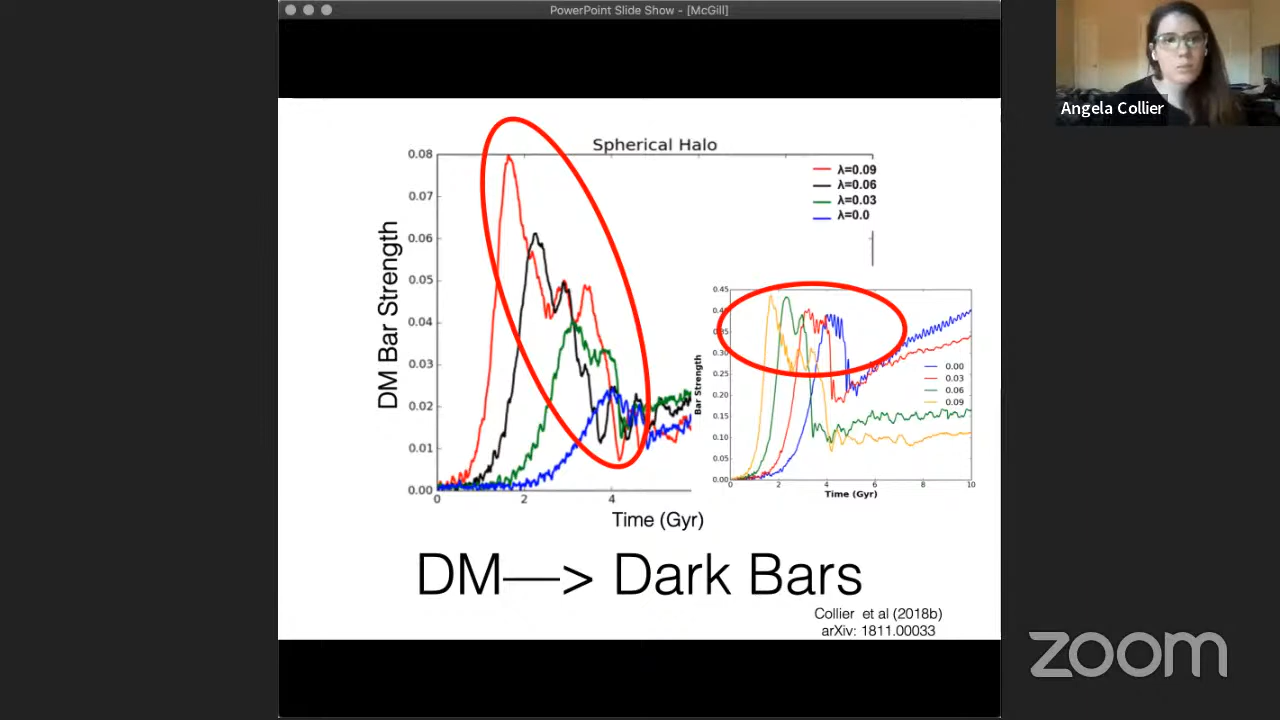 PowerPoint Slide Show - [McGill]
Angela Collier
Spherical Halo
DM Bar Strength
0.08
0.07
0.06
0.05
0.04
0.03
0.02
0.01
0.00
0
2
4
Time (Gyr)
λ=0.09
λ=0.06
λ=0.03
λ=0.0
Bar Strength
0.45
0.35
0.30
0.25
0.20
0.15
0.10
0.05
0.00
0
2
4
6
8
10
Time (Gyr)
0.00
0.03
0.06
0.09
DM—> Dark Bars
Collier et al (2018b)
arXiv: 1811.00033
zoom